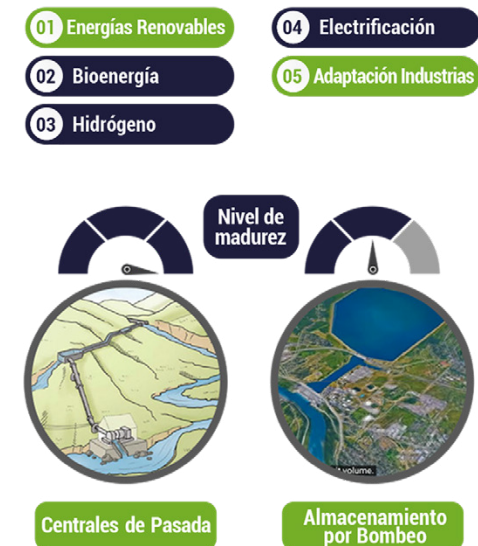 01 Energías Renovables
02 Bioenergía
03 Hidrógeno
04 Electrificación
05 Adaptación Industrias
Nivel de
madurez
volume.
Centrales de Pasada
Almacenamiento
por Bombeo